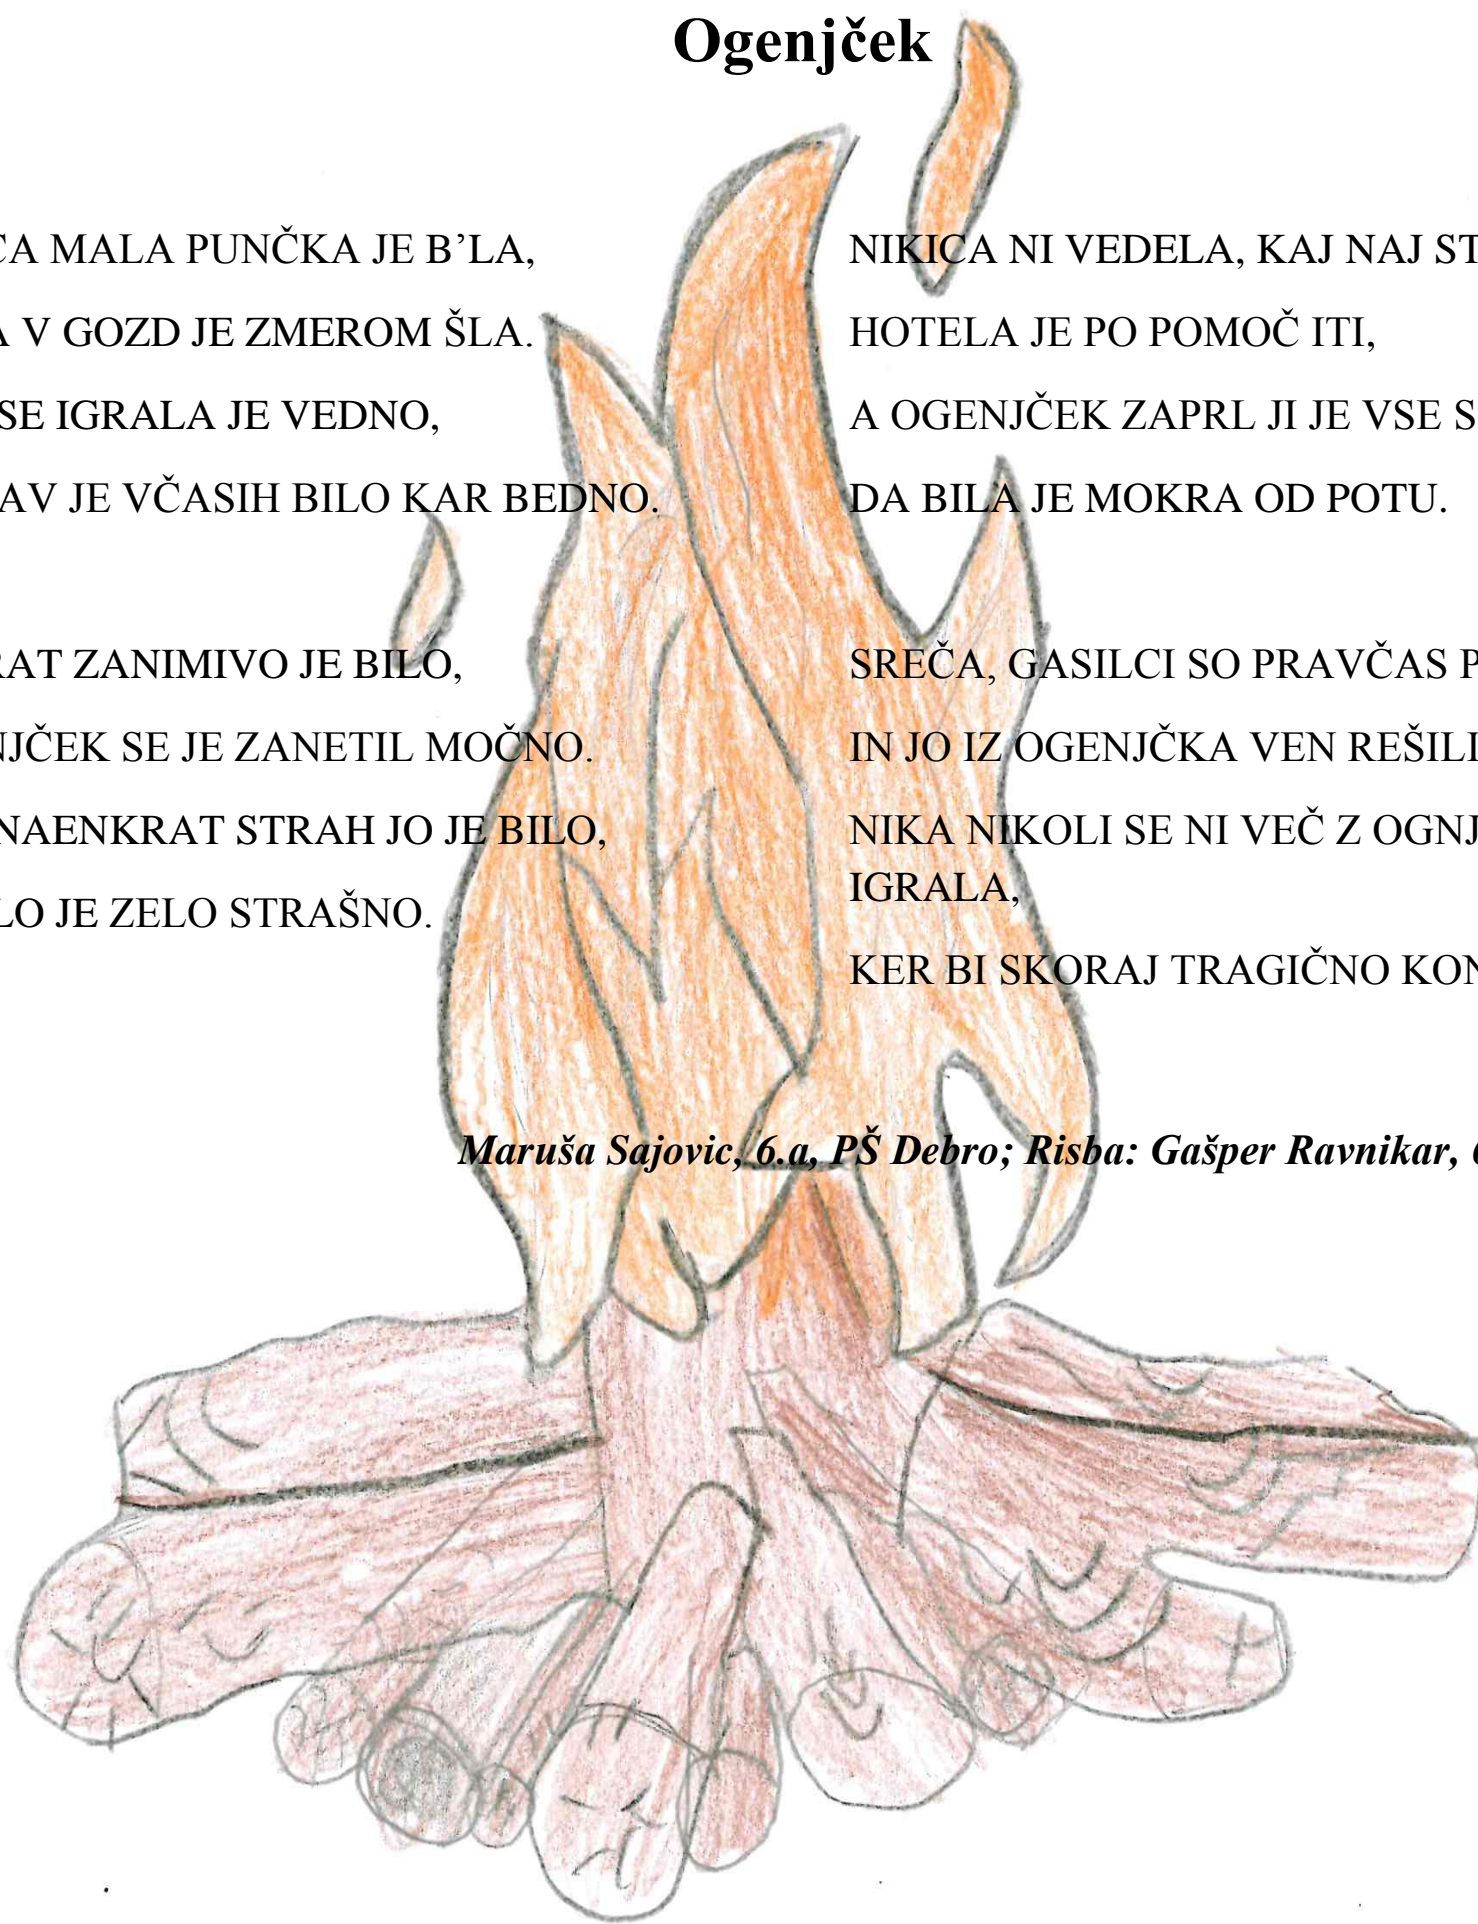 Ogenjček
CA MALA PUNČKA JE B’LA,
A V GOZD JE ZMEROM ŠLA.
SE IGRALA JE VEDNO,
AV JE VČASIH BILO KAR BEDNO.
RAT ZANIMIVO JE BILO,
NJČEK SE JE ZANETIL MOČNO.
NAENKRAT STRAH JO JE BILO,
LO JE ZELO STRAŠNO.
NIKICA NI VEDELA, KAJ NAJ ST
HOTELA JE PO POMOČ ITI,
A OGENJČEK ZAPRL JI JE VSE S
DA BILA JE MOKRA OD POTU.
SREČA, GASILCI SO PRAVČAS P
IN JO IZ OGENJČKA VEN REŠILI
NIKA NIKOLI SE NI VEČ Z OGNJ
IGRALA,
KER BI SKORAJ TRAGIČNO KON
Maruša Sajovic, 6.a, PŠ Debro; Risba: Gašper Ravnikar,